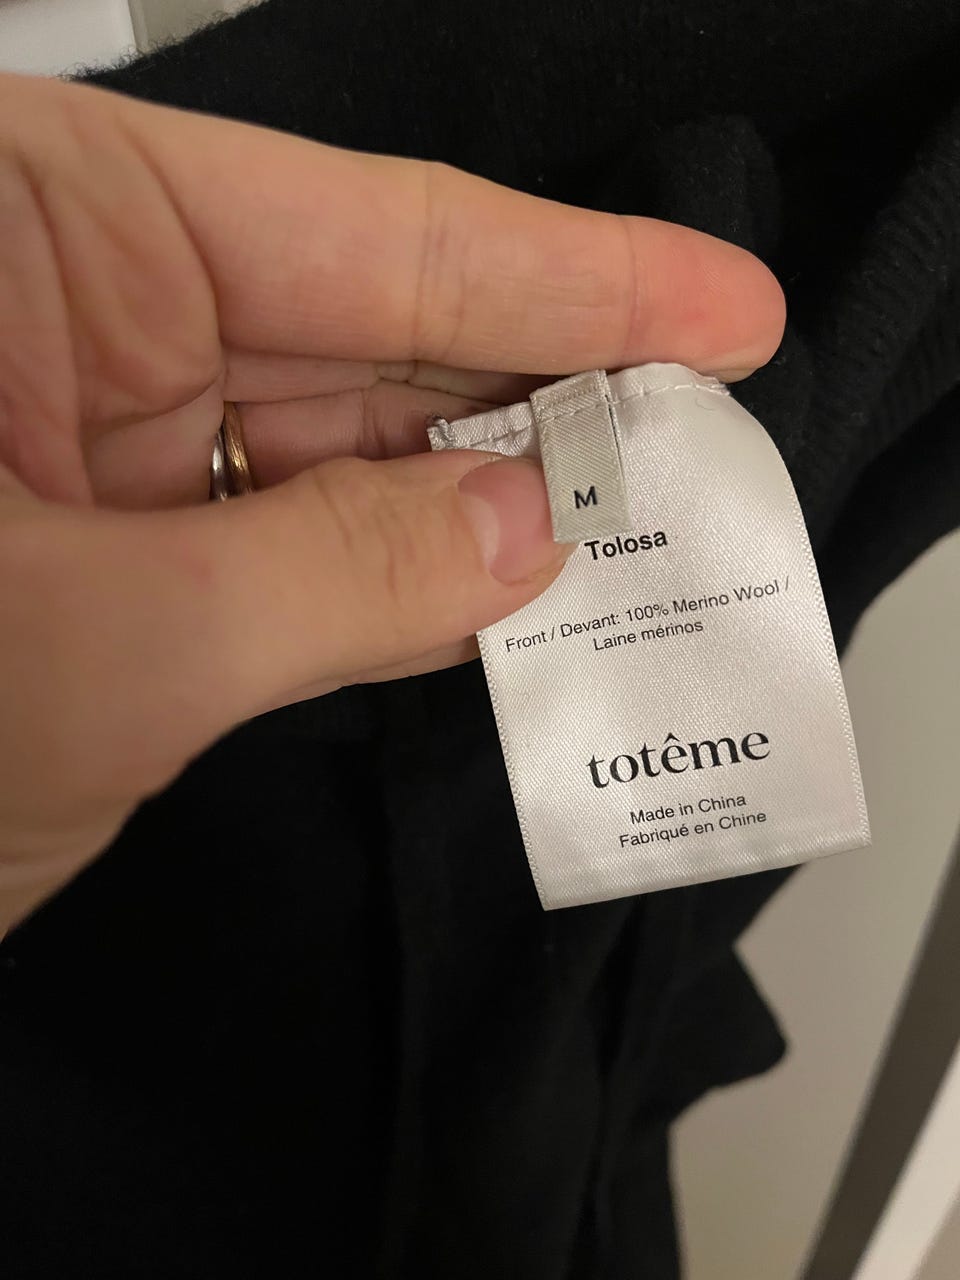 M
Tolosa
Front / Devant: 100% Merino Wool /
Laine mérinos
totême
Made in China
Fabriqué en Chine